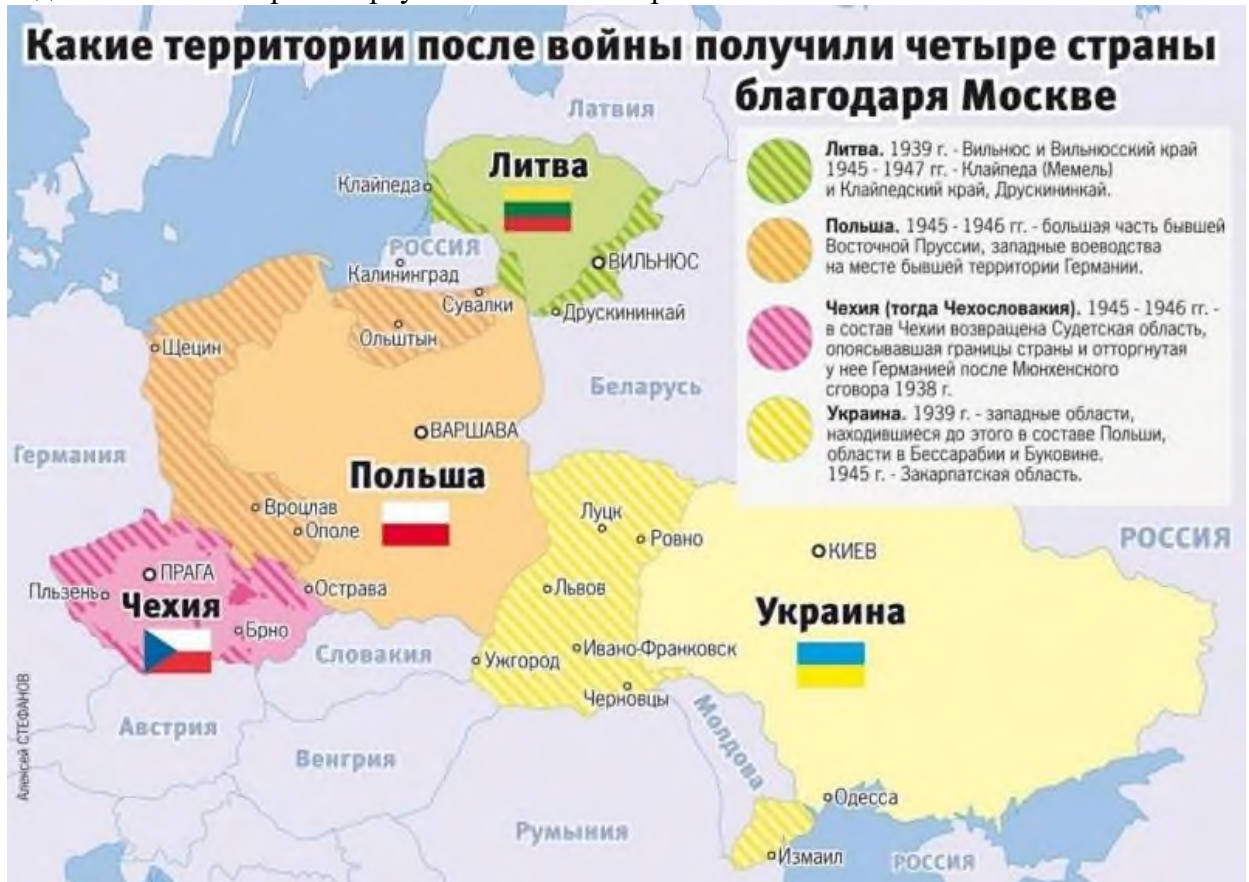 Какие территории после войны получили четыре страны
благодаря Москве
Литва. 1939 г. - Вильнюс и Вильнюсский край
1945 - 1947 гг. - Клайпеда (Мемель)
и Клайпедский край, Друскининкай.
Польша. 1945 - 1946 гг. - большая часть бывшей
Восточной Пруссии, западные воеводства
на месте бывшей территории Германии.
Чехия (тогда Чехословакия). 1945 - 1946 гг. -
в состав Чехии возвращена Судетская область,
опоясывавшая границы страны и отторгнутая
у нее Германией после Мюнхенского
сговора 1938 г.
Украина. 1939 г. - западные области,
находившиеся до этого в составе Польши,
области в Бессарабии и Буковине.
1945 г. - Закарпатская область.
Латвия
Литва
Клайпеда
РОССИЯ
Калининград
ВИЛЬНЮС
Сувалки
Друскининкай
Ольштын
Щецин
Беларусь
ВАРШАВА
Германия
Польша
Вроцлав
Ополе
Луцк
Ровно
КИЕВ
РОССИЯ
ПРАГА
Пльзень
Острава
Львов
Чехия
Украина
Брно
Словакия
Ужгород
Ивано-Франковск
Черновцы
Молдова
Австрия
Венгрия
Одесса
Румыния
Измаил
РОССИЯ
Алексей СТЕФАНОВ